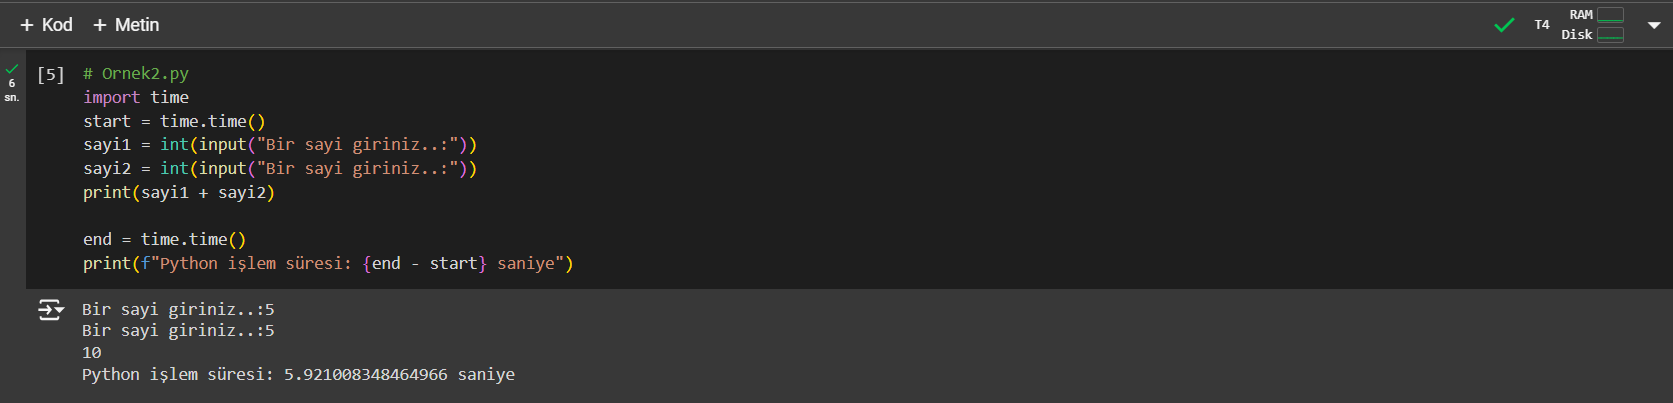 + Kod + Metin
T4
RAM
Disk
6
sn.
[5] # Ornek2.py
import time
start = time.time()
sayi1 = int(input("Bir sayi giriniz..:"))
sayi2 = int(input("Bir sayi giriniz..:"))
print(sayi1 + sayi2)
end = time.time()
print(f"Python işlem süresi: {end - start} saniye")
Bir sayi giriniz..:5
Bir sayi giriniz..:5
10
Python işlem süresi: 5.921008348464966 saniye